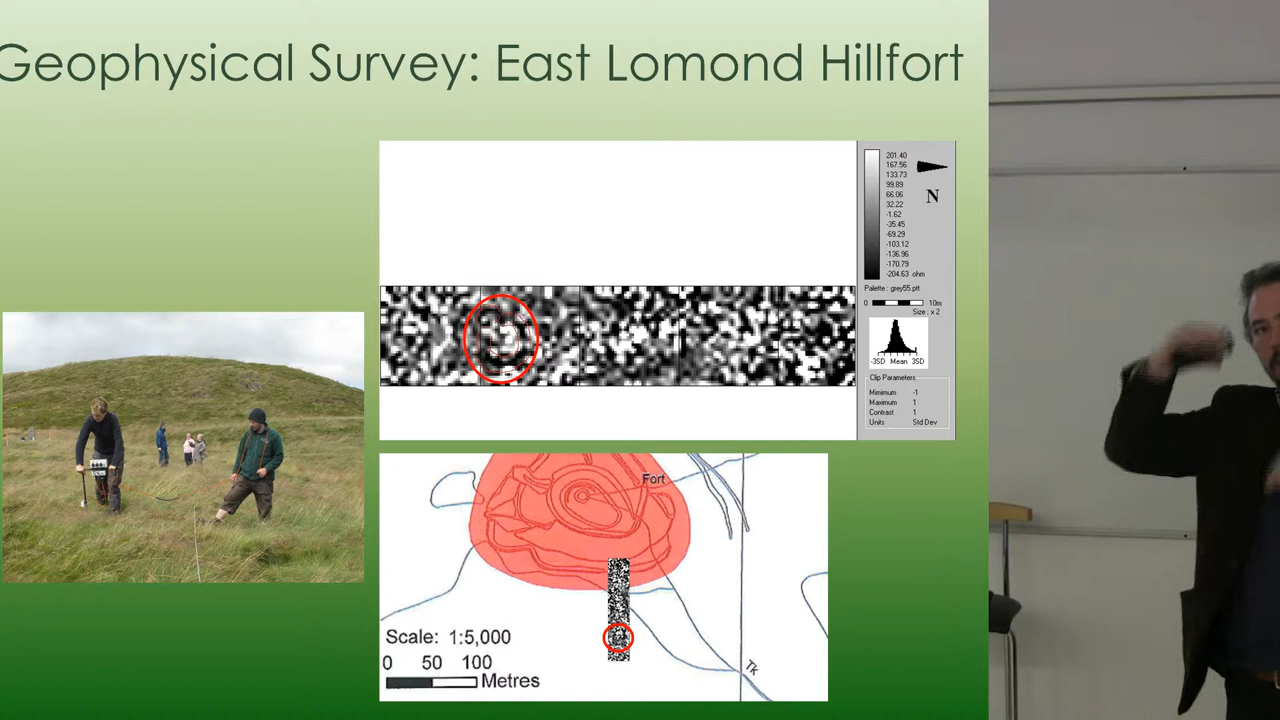 Geophysical Survey: East Lomond Hillfort
201.40
167.56
133.73
99.89
66.06
32.22
-1.62
-35.45
-69.29
-103.12
-136.96
-170.79
-204.63 ohm
N
Palette : grey55.ptt
0 10m
Size : x 2
-3SD Mean 3SD
Clip Parameters
Minimum -1
Maximum 1
Contrast 1
Units Std Dev
Fort
Scale: 1:5,000
0 50 100
Metres
Tk